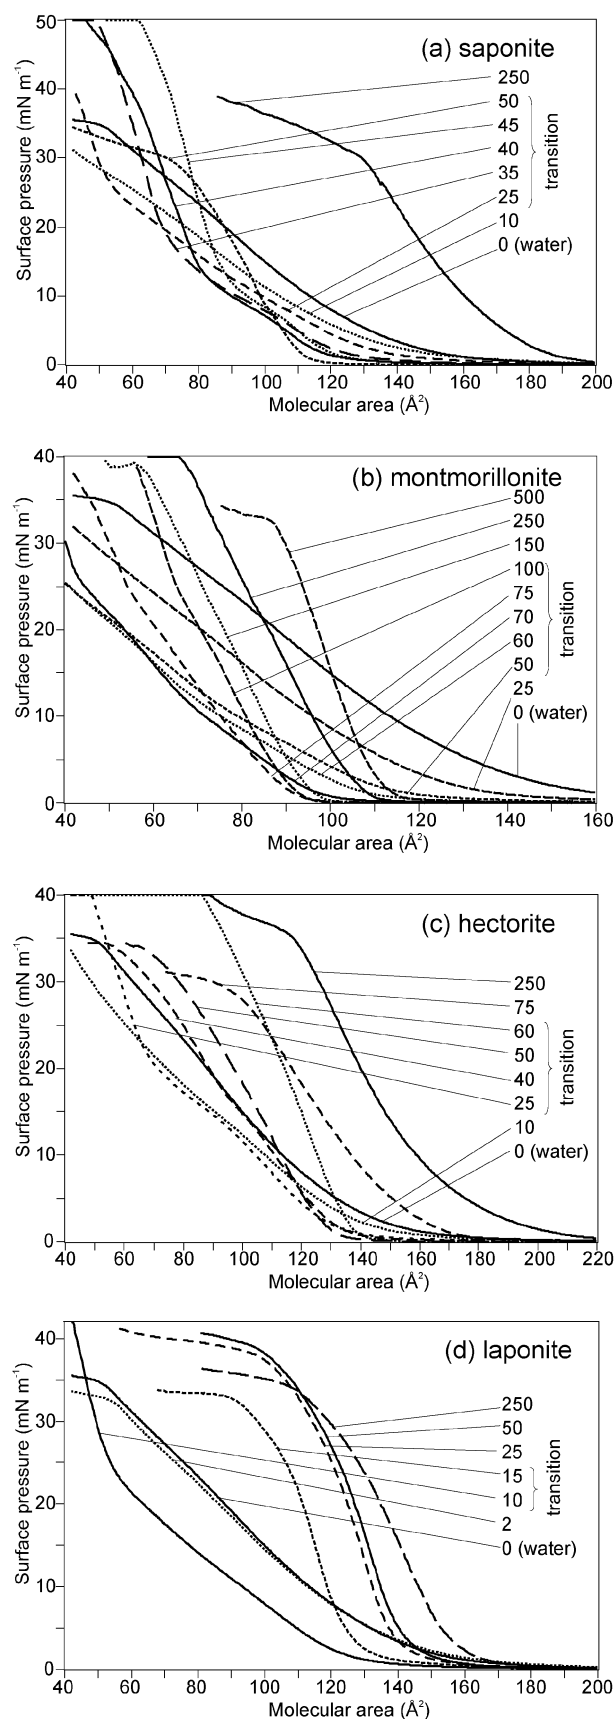 (a) saponite
50
40
30
20
10
0
Surface pressure (mN m⁻¹)
250
50
45
40
35
25
10
0 (water)
transition
40 60 80 100 120 140 160 180 200
Molecular area (Å²)
(b) montmorillonite
40
30
20
10
0
Surface pressure (mN m⁻¹)
500
250
150
100
75
70
60
50
25
0 (water)
transition
40 60 80 100 120 140 160
Molecular area (Å²)
(c) hectorite
40
30
20
10
0
Surface pressure (mN m⁻¹)
250
75
60
50
40
25
10
0 (water)
transition
40 60 80 100 120 140 160 180 200 220
Molecular area (Å²)
(d) laponite
40
30
20
10
0
Surface pressure (mN m⁻¹)
250
50
25
15
10
2
0 (water)
transition
40 60 80 100 120 140 160 180 200
Molecular area (Å²)